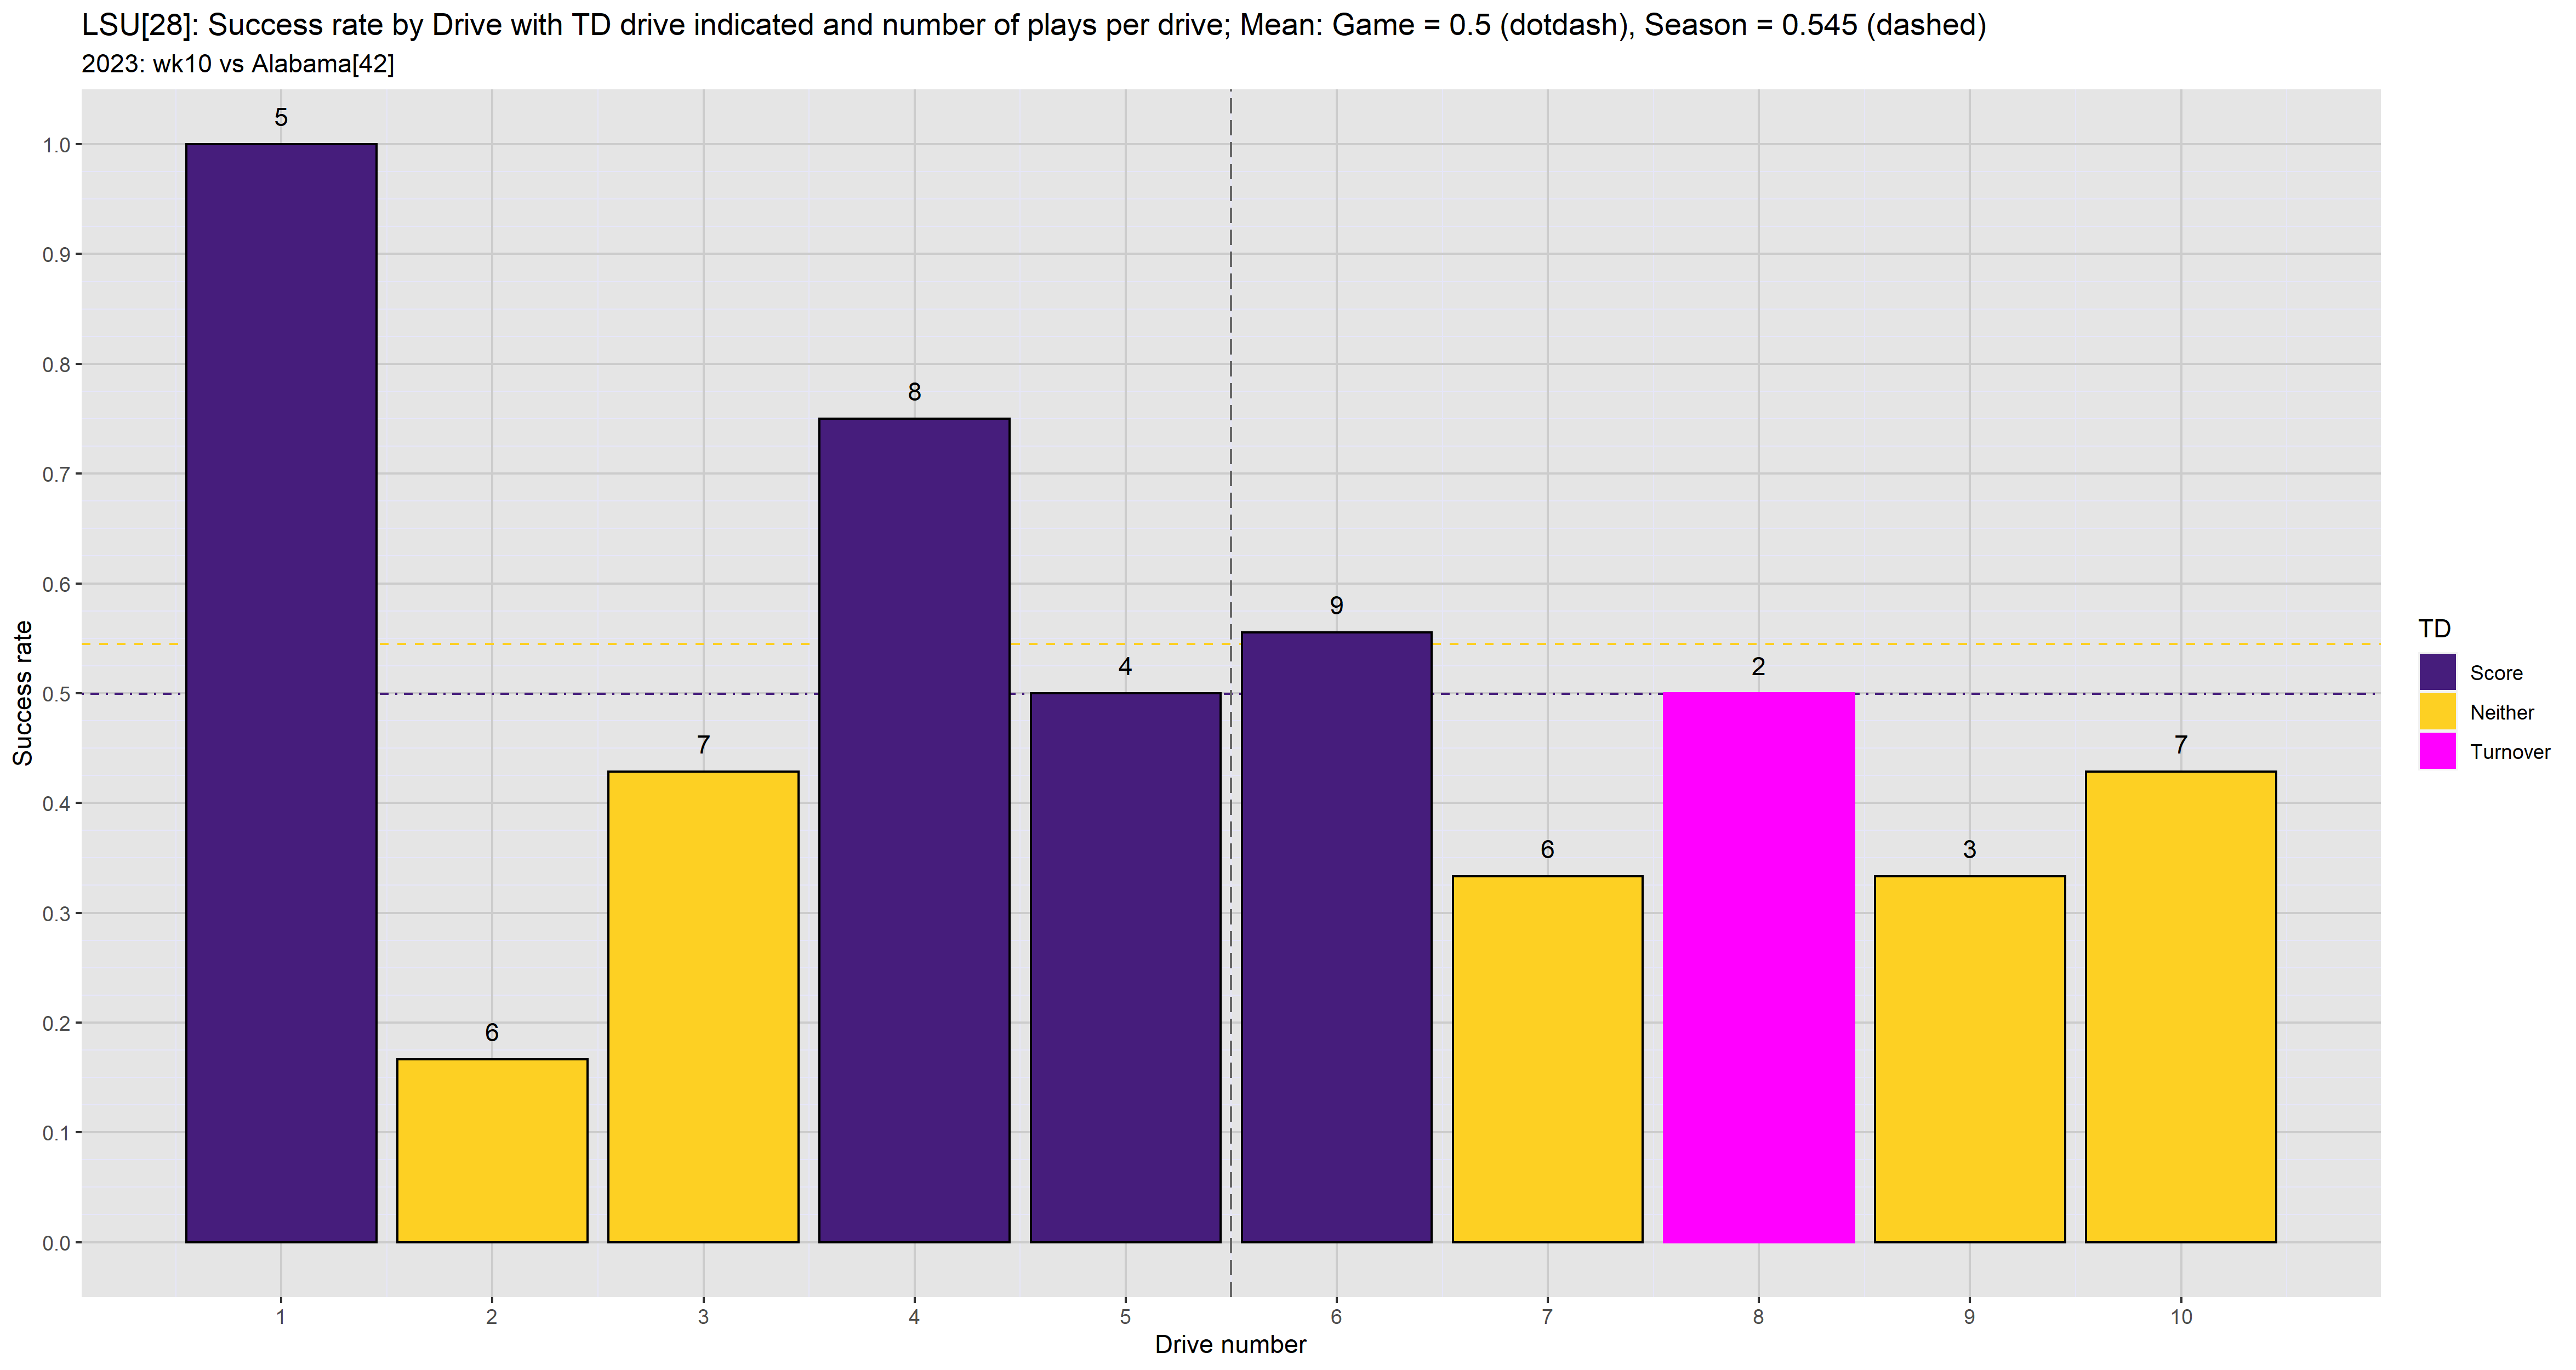 LSU[28]: Success rate by Drive with TD drive indicated and number of plays per drive; Mean: Game = 0.5 (dotdash), Season = 0.545 (dashed)
2023: wk10 vs Alabama[42]
Success rate
1.0
0.9
0.8
0.7
0.6
0.5
0.4
0.3
0.2
0.1
0.0
5
6
7
8
4
9
6
2
3
7
1 2 3 4 5 6 7 8 9 10
Drive number
TD
Score
Neither
Turnover